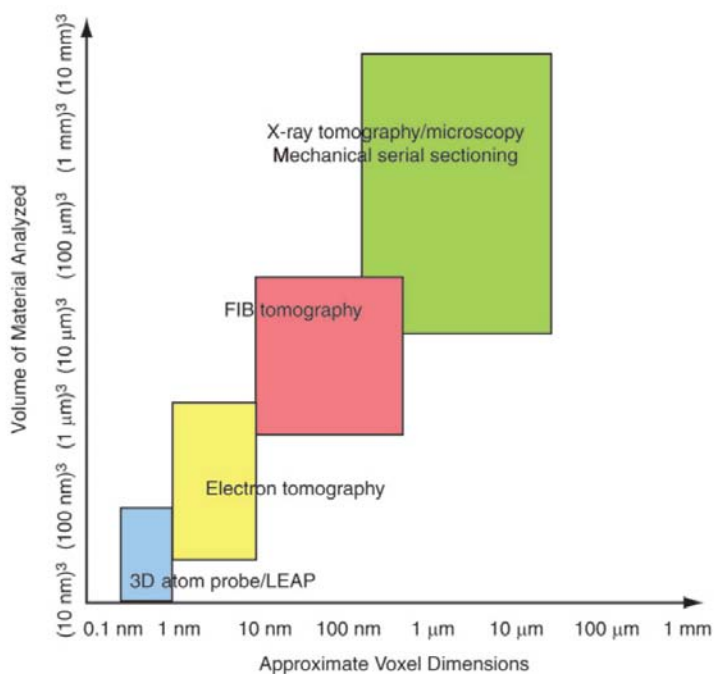 Volume of Material Analyzed
(10 mm)³
(1 mm)³
(100 µm)³
(10 µm)³
(1 µm)³
(100 nm)³
(10 nm)³
X-ray tomography/microscopy
Mechanical serial sectioning
FIB tomography
Electron tomography
3D atom probe/LEAP
0.1 nm 1 nm 10 nm 100 nm 1 µm 10 µm 100 µm 1 mm
Approximate Voxel Dimensions